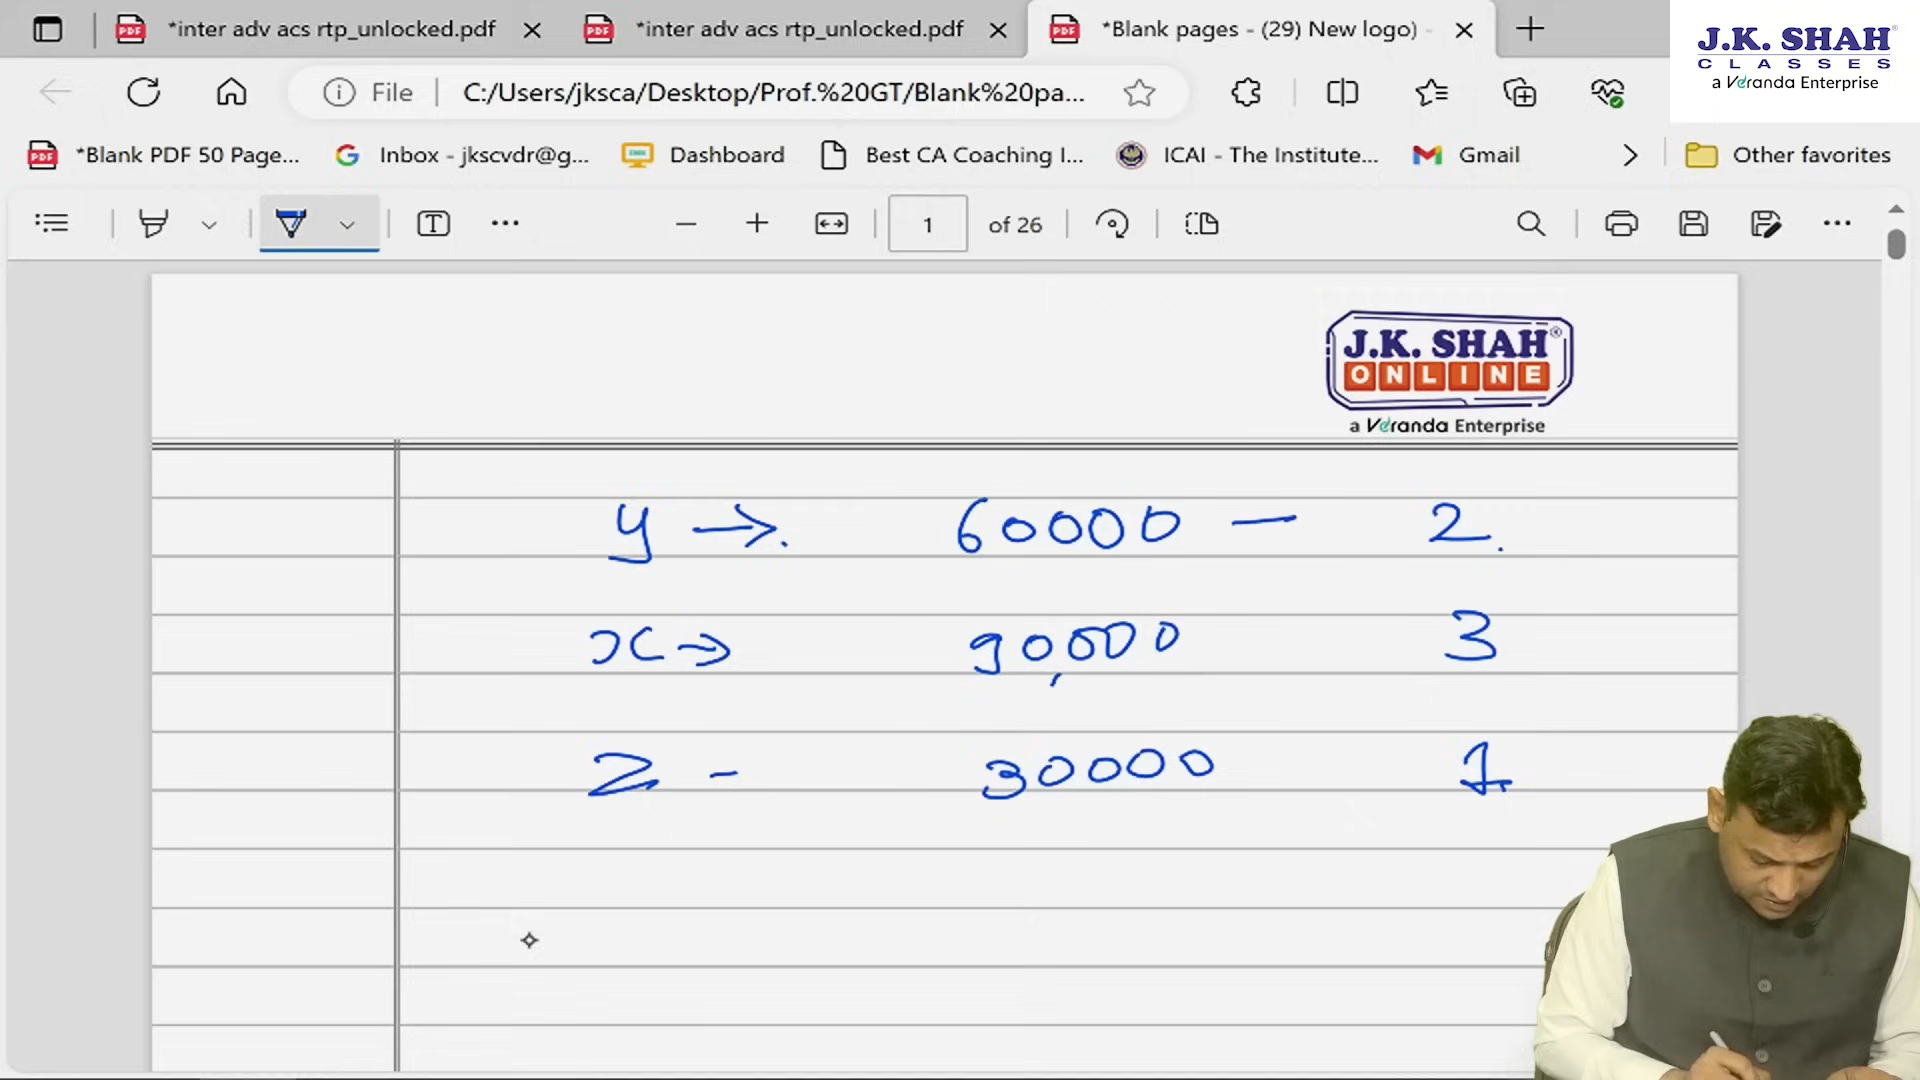 *inter adv acs rtp_unlocked.pdf
*inter adv acs rtp_unlocked.pdf
*Blank pages - (29) New logo) -
J.K. SHAH
CLASSES
a Veranda Enterprise
File
C:/Users/jksca/Desktop/Prof.%20GT/Blank%20pa...
*Blank PDF 50 Page...
Inbox - jkscvdr@g...
Dashboard
Best CA Coaching I...
ICAI - The Institute...
Gmail
Other favorites
1 of 26
J.K. SHAH
ONLINE
a Veranda Enterprise
y → 60000 — 2
x → 90,000 3
Z - 30000 1